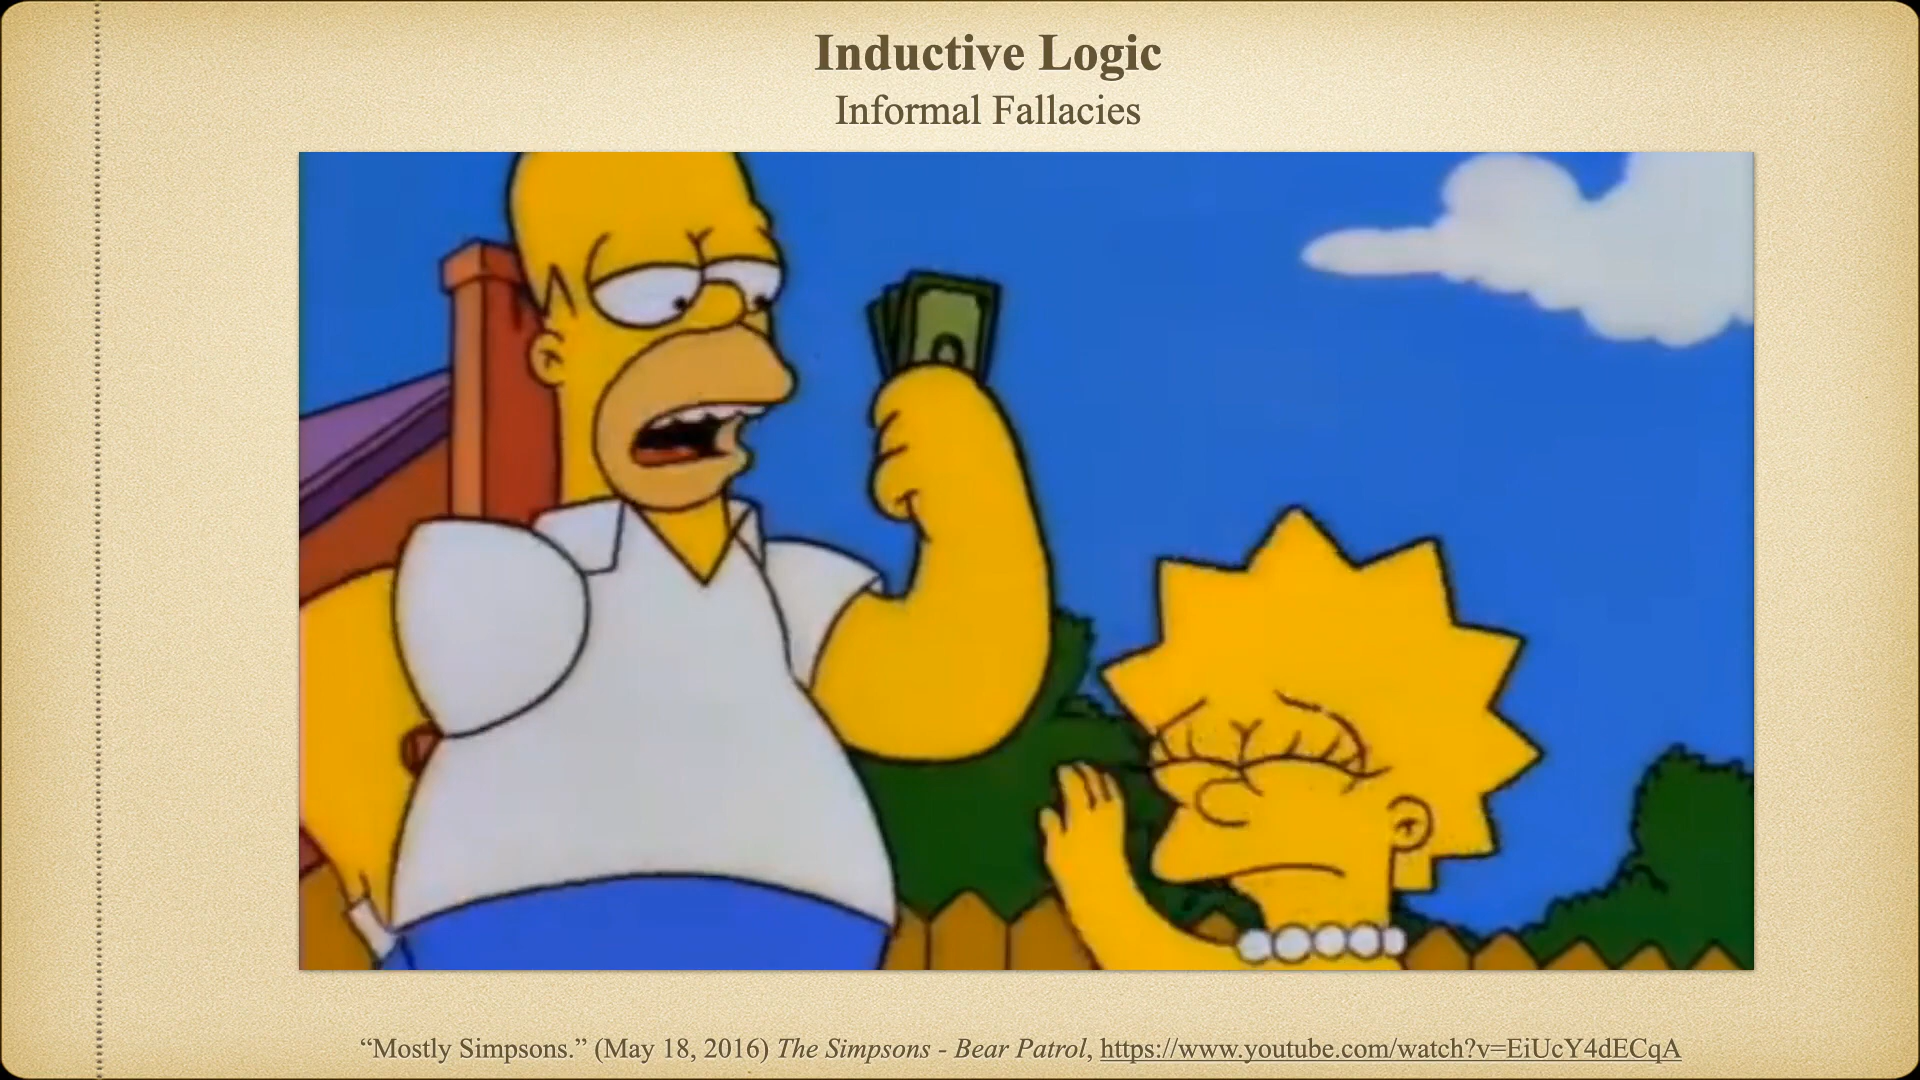 Inductive Logic
Informal Fallacies
“Mostly Simpsons.” (May 18, 2016) The Simpsons - Bear Patrol, https://www.youtube.com/watch?v=EiUcY4dECqA